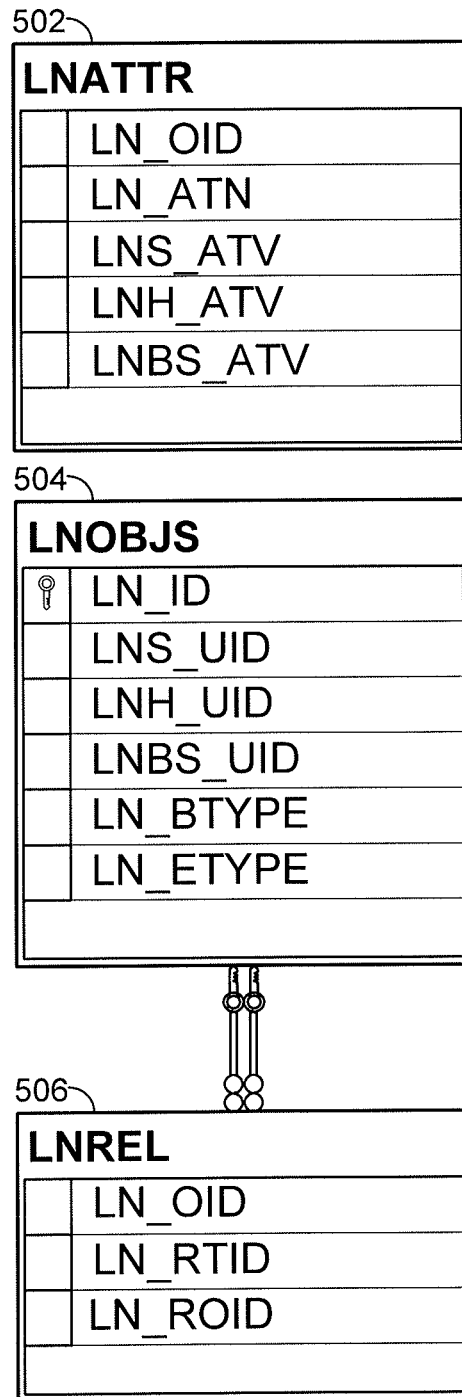 502
LNATTR
LN_OID
LN_ATN
LNS_ATV
LNH_ATV
LNBS_ATV
504
LNOBJS
LN_ID
LNS_UID
LNH_UID
LNBS_UID
LN_BTYPE
LN_ETYPE
506
LNREL
LN_OID
LN_RTID
LN_ROID